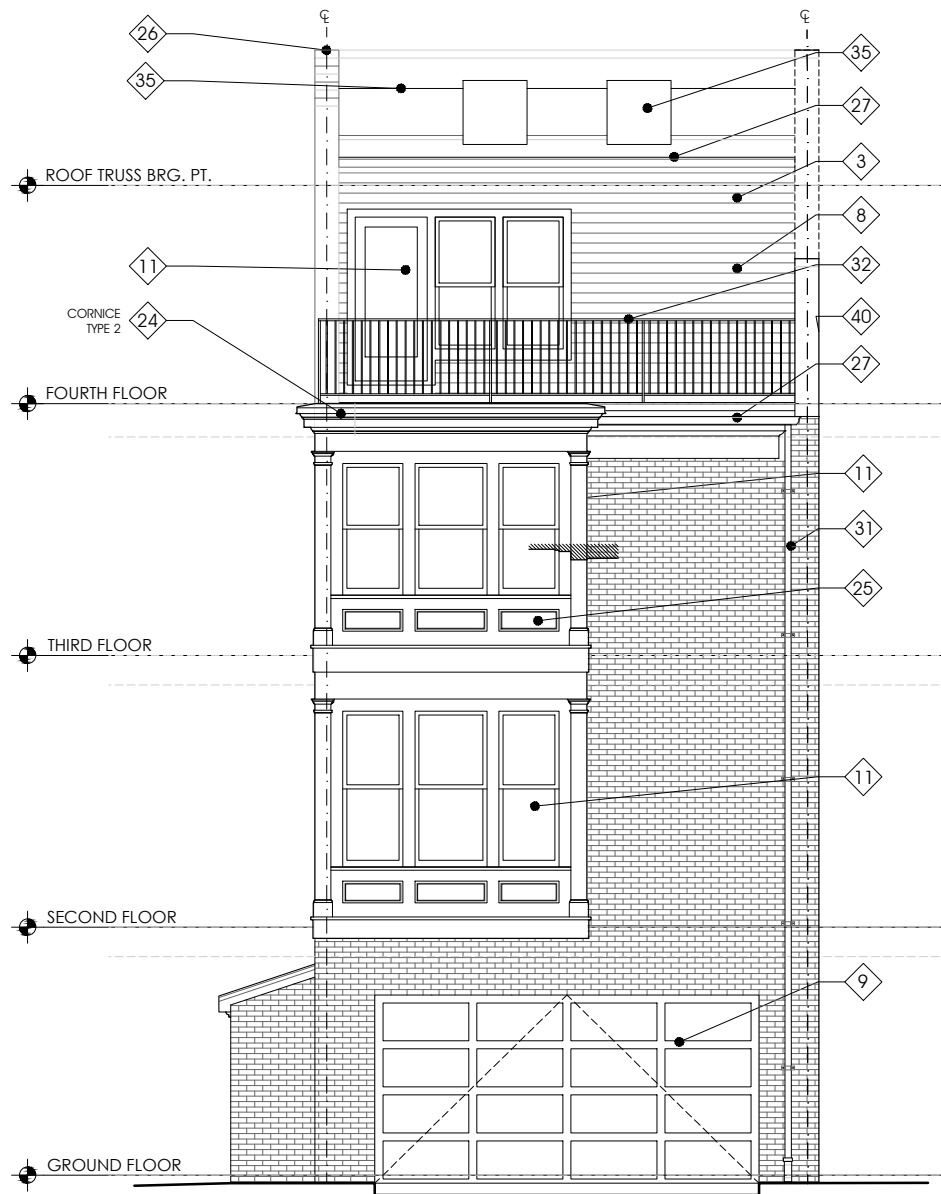 ℄ ℄
26
35
35
27
ROOF TRUSS BRG. PT.
3
8
11
32
CORNICE
TYPE 2
24
40
FOURTH FLOOR
27
11
31
25
THIRD FLOOR
11
SECOND FLOOR
9
GROUND FLOOR